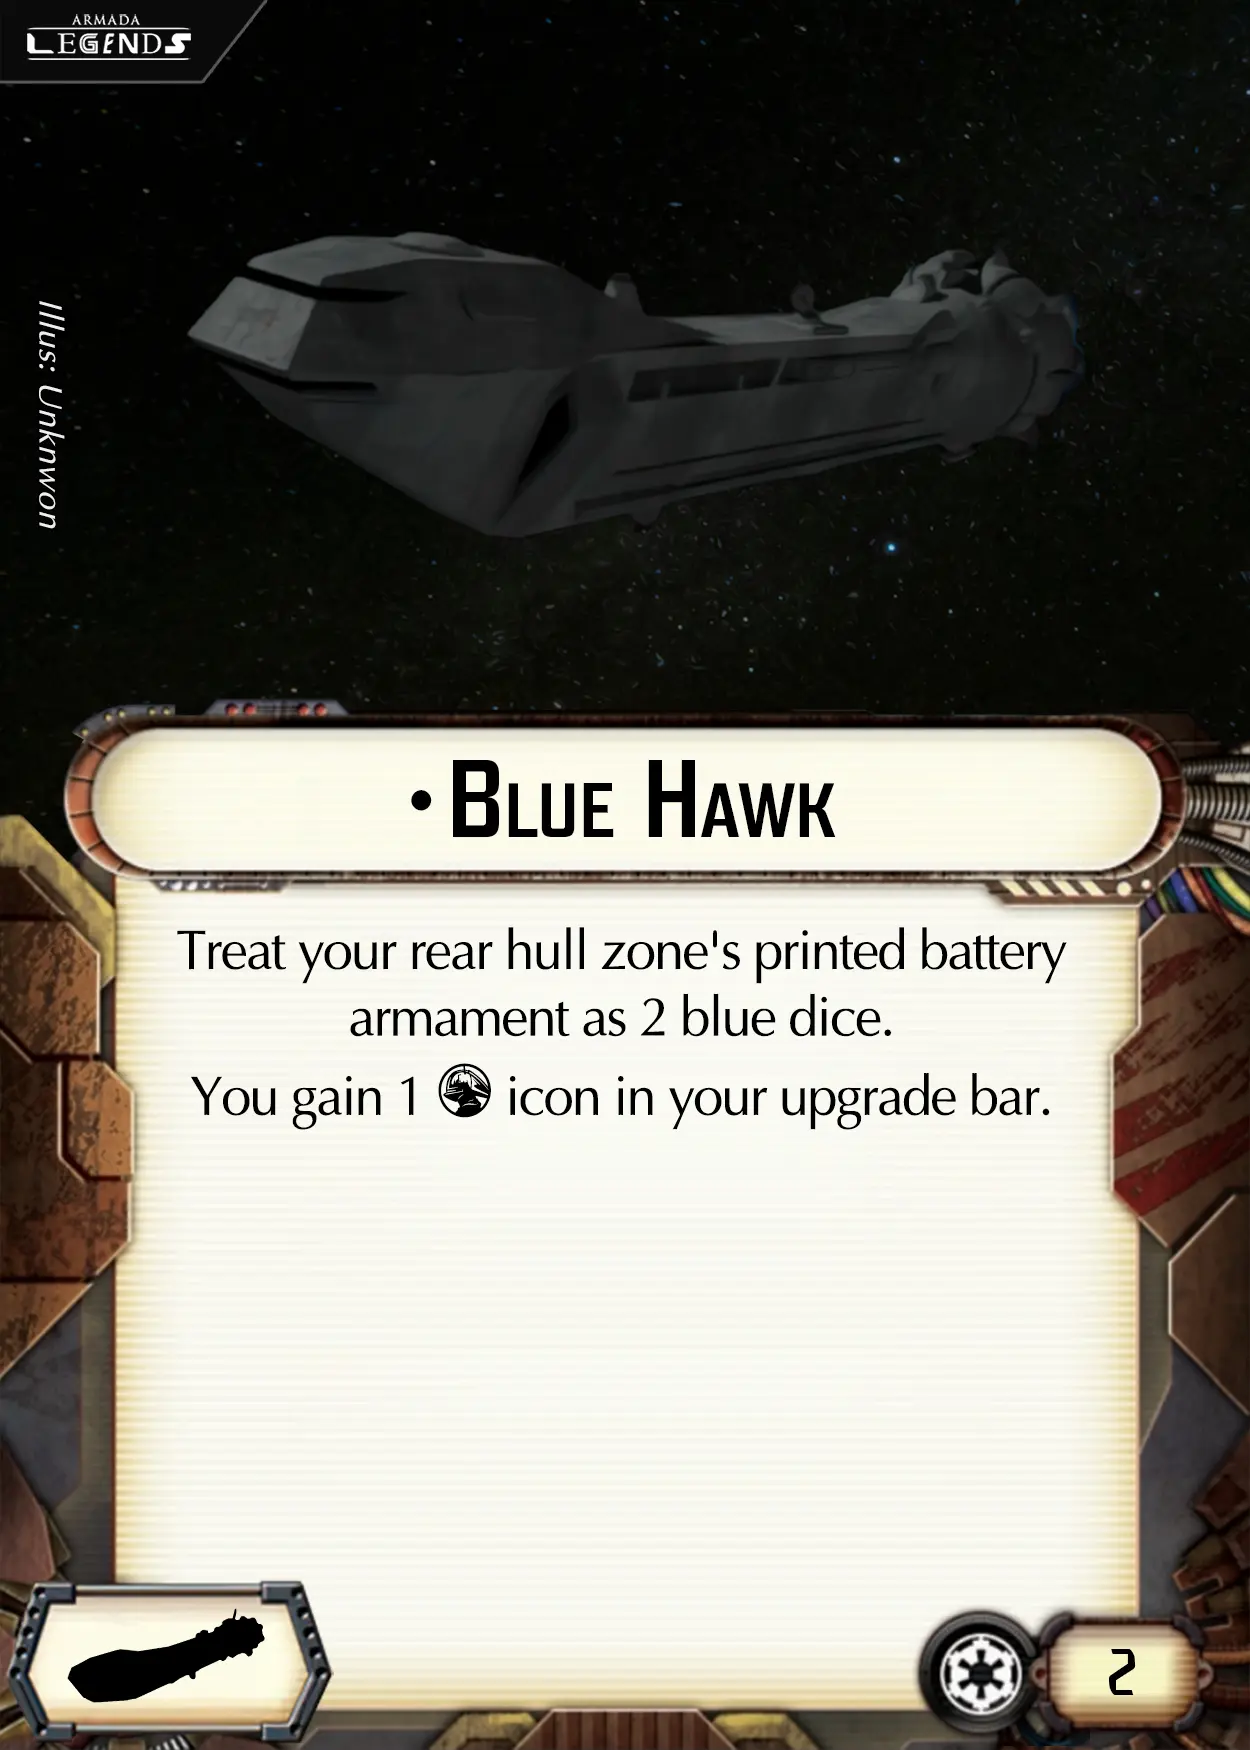 ARMADA
LEGENDS
Illus: Unknwon
• BLUE HAWK
Treat your rear hull zone's printed battery
armament as 2 blue dice.
You gain 1 icon in your upgrade bar.
2